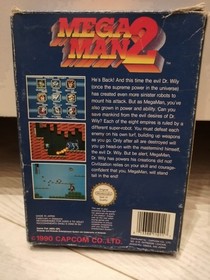 MEGA
MAN 2
He's Back! And this time the evil Dr. Wily
(once the supreme power in the universe)
has created even more sinister robots to
mount his attack. But as MegaMan, you've
also grown in power and ability. Can you
save mankind from the evil desires of Dr.
Wily? Each of the eight empires is ruled by a
different super-robot. You must defeat each
enemy on his own turf, building up weapons
as you go. Only after all are destroyed will
you go head-on with the mastermind himself,
the evil Dr. Wily. But be alert, MegaMan, Dr.
Wily has powers his creations did not!
Civilization relies on your skill and courage-
confident that you, MegaMan, will stand
tall in the end!
MADE IN JAPAN
©1990 CAPCOM CO., LTD.